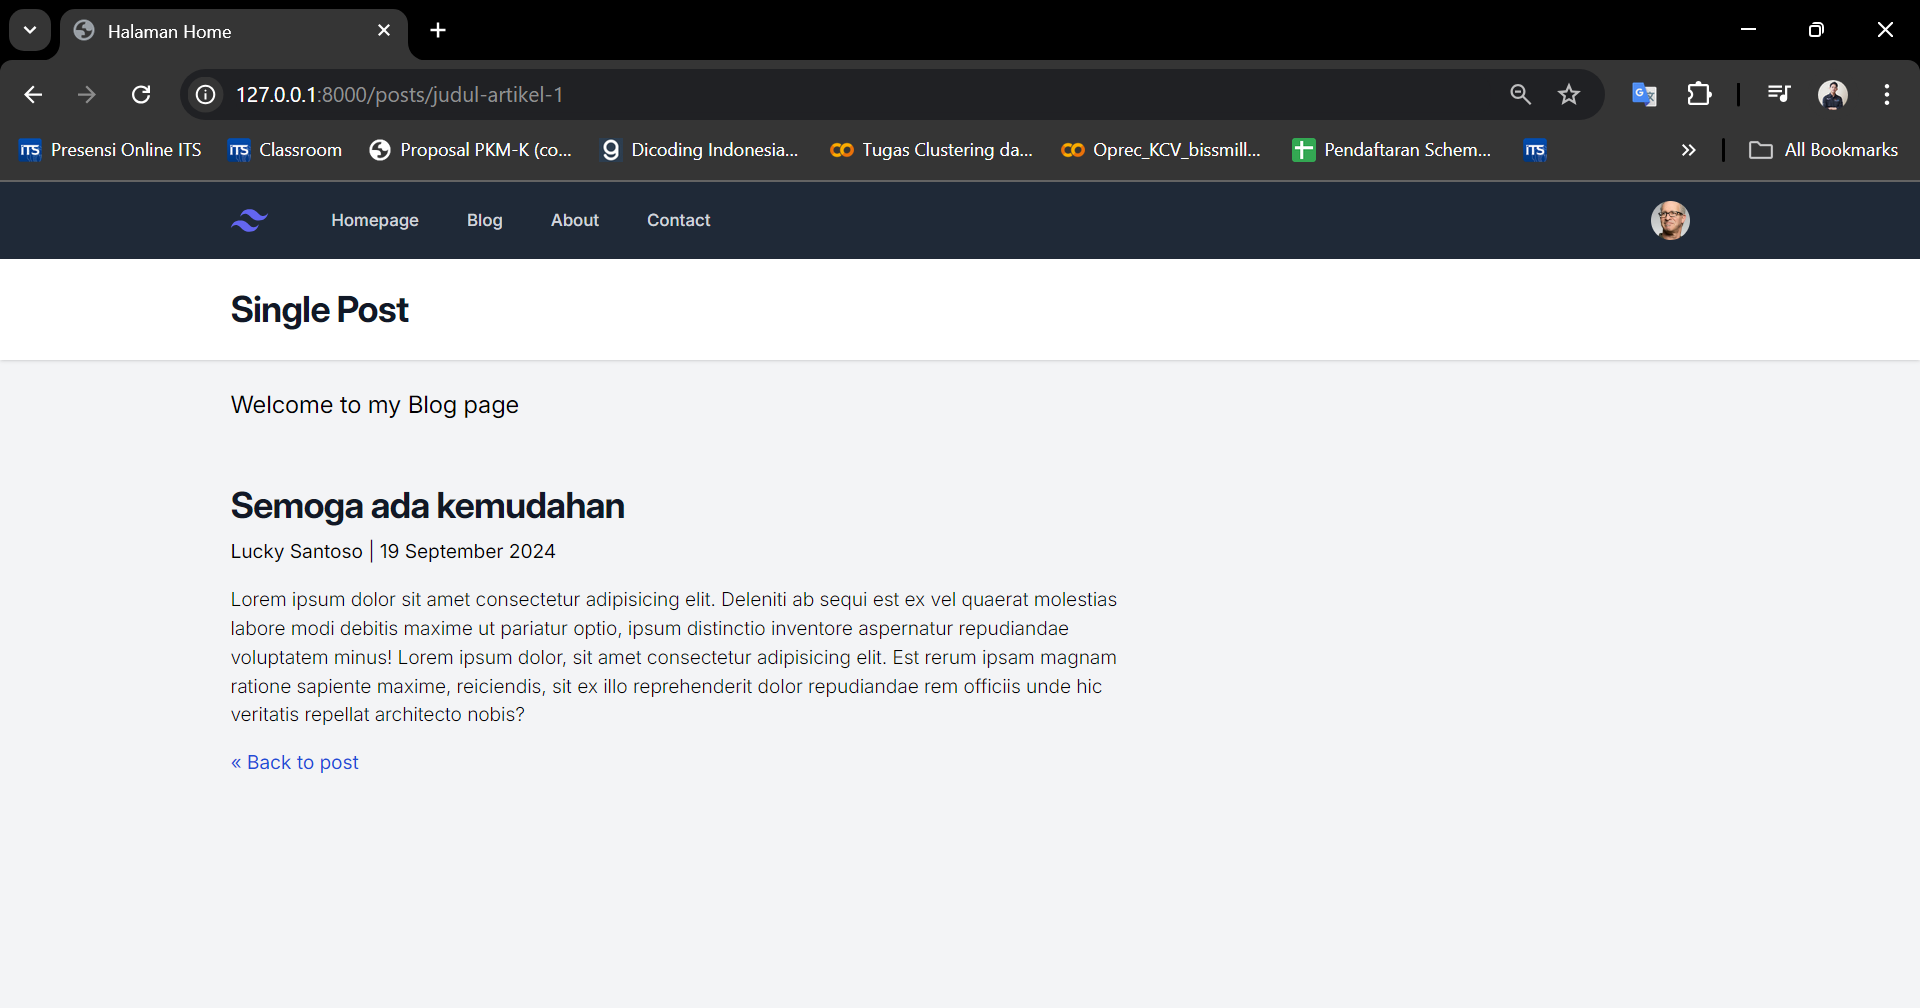 Halaman Home
127.0.0.1:8000/posts/judul-artikel-1
iTS Presensi Online ITS iTS Classroom Proposal PKM-K (co... Dicoding Indonesia... Tugas Clustering da... Oprec_KCV_bissmill... Pendaftaran Schem... iTS » All Bookmarks
Homepage Blog About Contact
Single Post
Welcome to my Blog page
Semoga ada kemudahan
Lucky Santoso | 19 September 2024
Lorem ipsum dolor sit amet consectetur adipisicing elit. Deleniti ab sequi est ex vel quaerat molestias
labore modi debitis maxime ut pariatur optio, ipsum distinctio inventore aspernatur repudiandae
voluptatem minus! Lorem ipsum dolor, sit amet consectetur adipisicing elit. Est rerum ipsam magnam
ratione sapiente maxime, reiciendis, sit ex illo reprehenderit dolor repudiandae rem officiis unde hic
veritatis repellat architecto nobis?
« Back to post